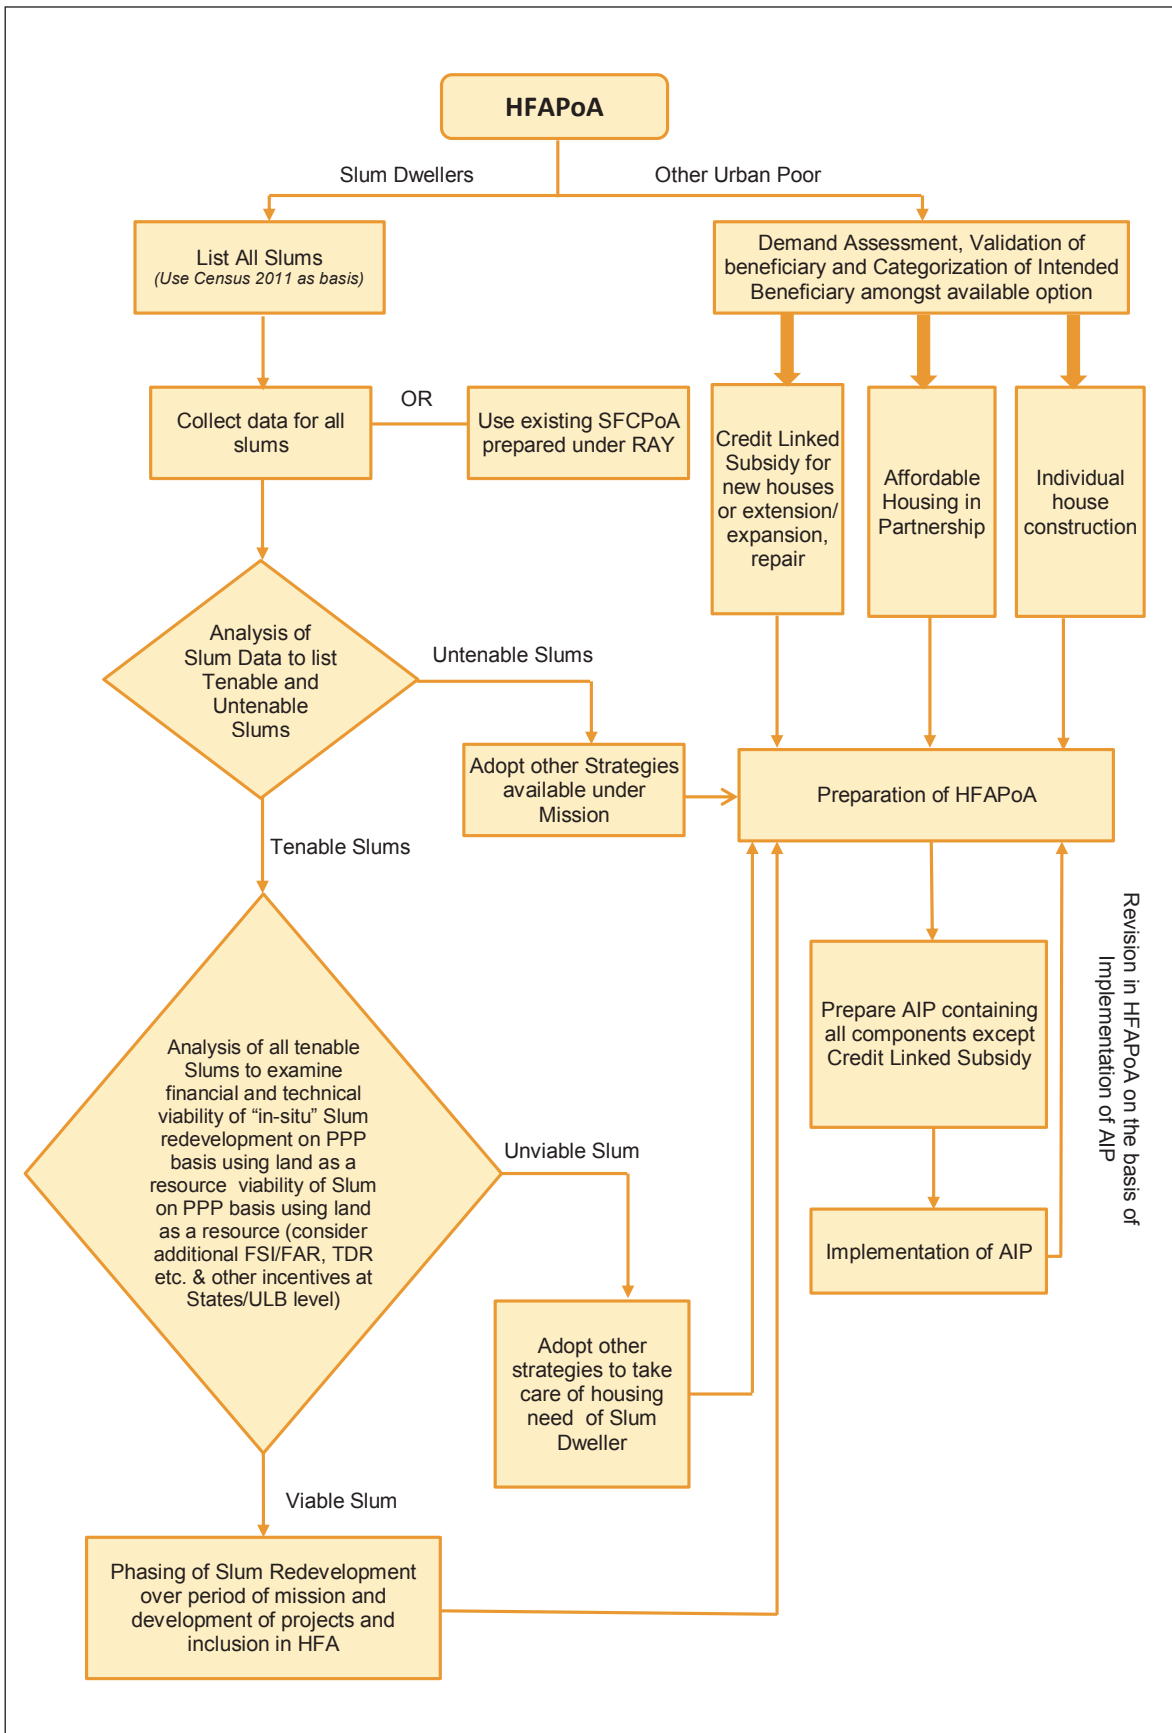 HFAPoA
Slum Dwellers
Other Urban Poor
List All Slums
(Use Census 2011 as basis)
Demand Assessment, Validation of
beneficiary and Categorization of Intended
Beneficiary amongst available option
Collect data for all
slums
OR
Use existing SFCPoA
prepared under RAY
Credit Linked
Subsidy for
new houses
or extension/
expansion,
repair
Affordable
Housing in
Partnership
Individual
house
construction
Analysis of
Slum Data to list
Tenable and
Untenable
Slums
Untenable Slums
Adopt other Strategies
available under
Mission
Preparation of HFAPoA
Tenable Slums
Analysis of all tenable
Slums to examine
financial and technical
viability of “in-situ” Slum
redevelopment on PPP
basis using land as a
resource viability of Slum
on PPP basis using land
as a resource (consider
additional FSI/FAR, TDR
etc. & other incentives at
States/ULB level)
Unviable Slum
Adopt other
strategies to take
care of housing
need of Slum
Dweller
Prepare AIP containing
all components except
Credit Linked Subsidy
Implementation of AIP
Revision in HFAPoA on the basis of
Implementation of AIP
Viable Slum
Phasing of Slum Redevelopment
over period of mission and
development of projects and
inclusion in HFA